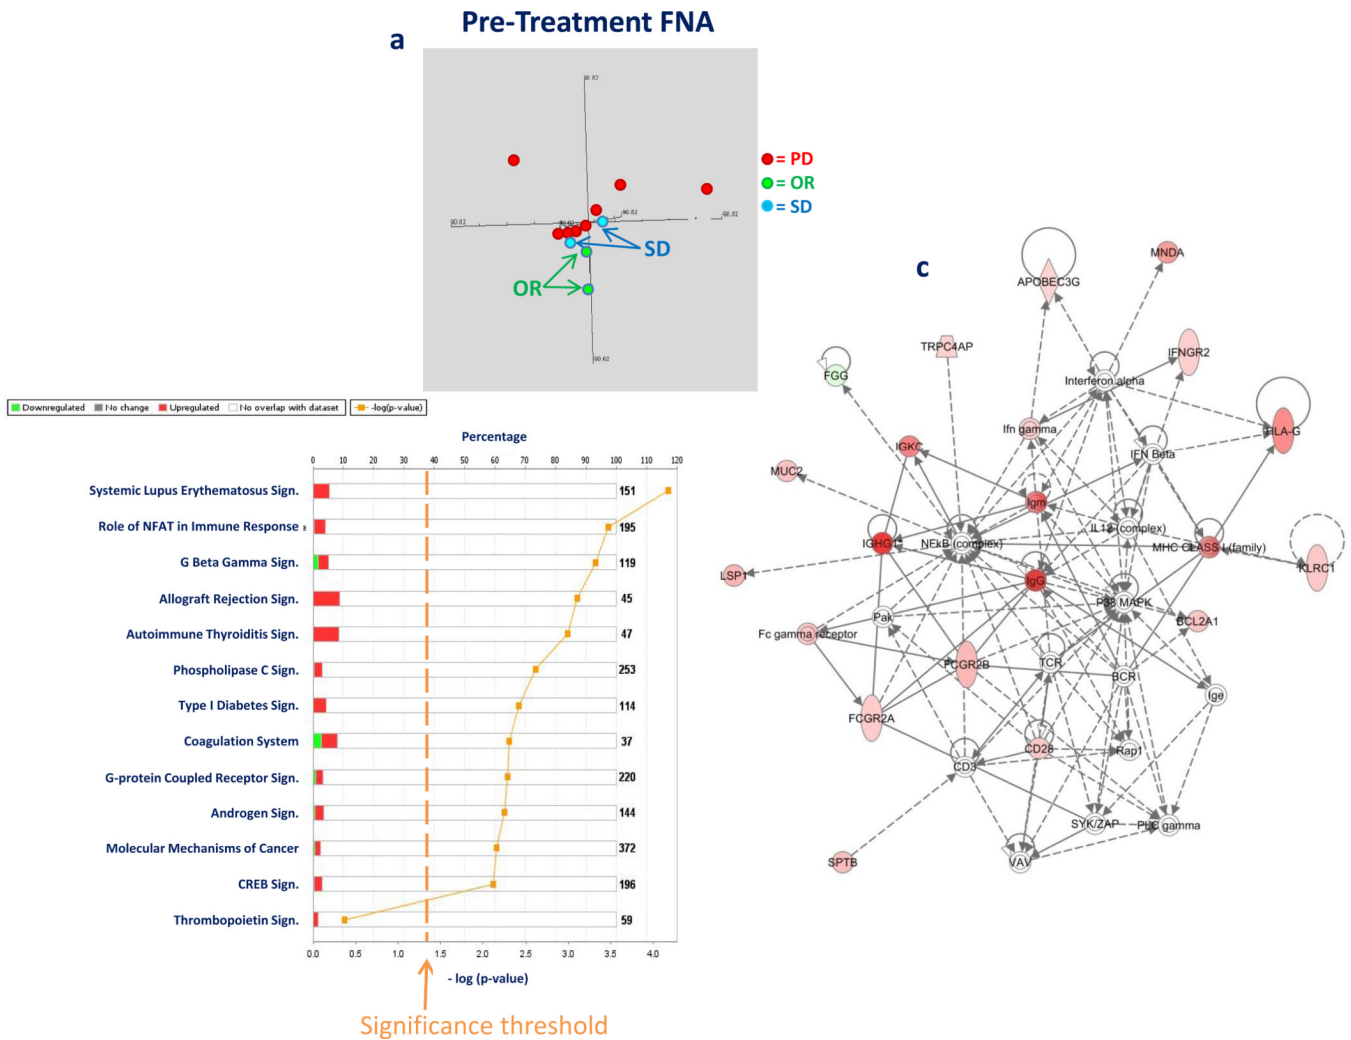 Pre-Treatment FNA
a
90.82
90.82
90.82
-90.82
= PD
= OR
= SD
SD
OR
c
APOBEC3G
MNDA
TRPC4AP
IFNGR2
FGG
Interferon alpha
HLA-G
Ifn gamma
IGKC
IFN Beta
MUC2
Igm
IL12 (complex)
IGHG1*
NFkB (complex)
MHC CLASS I (family)
KLRC1
LSP1
IgG
P38 MAPK
Pak
BCL2A1
Fc gamma receptor
FCGR2B
TCR
BCR
Ige
FCGR2A
CD28
Rap1
CD3
SYK/ZAP
PLC gamma
SPTB
VAV
Downregulated No change Upregulated No overlap with dataset -log(p-value)
Percentage
0 10 20 30 40 50 60 70 80 90 100 110 120
Systemic Lupus Erythematosus Sign. 151
Role of NFAT in Immune Response 195
G Beta Gamma Sign. 119
Allograft Rejection Sign. 45
Autoimmune Thyroiditis Sign. 47
Phospholipase C Sign. 253
Type I Diabetes Sign. 114
Coagulation System 37
G-protein Coupled Receptor Sign. 220
Androgen Sign. 144
Molecular Mechanisms of Cancer 372
CREB Sign. 196
Thrombopoietin Sign. 59
0.0 0.5 1.0 1.5 2.0 2.5 3.0 3.5 4.0
- log (p-value)
Significance threshold